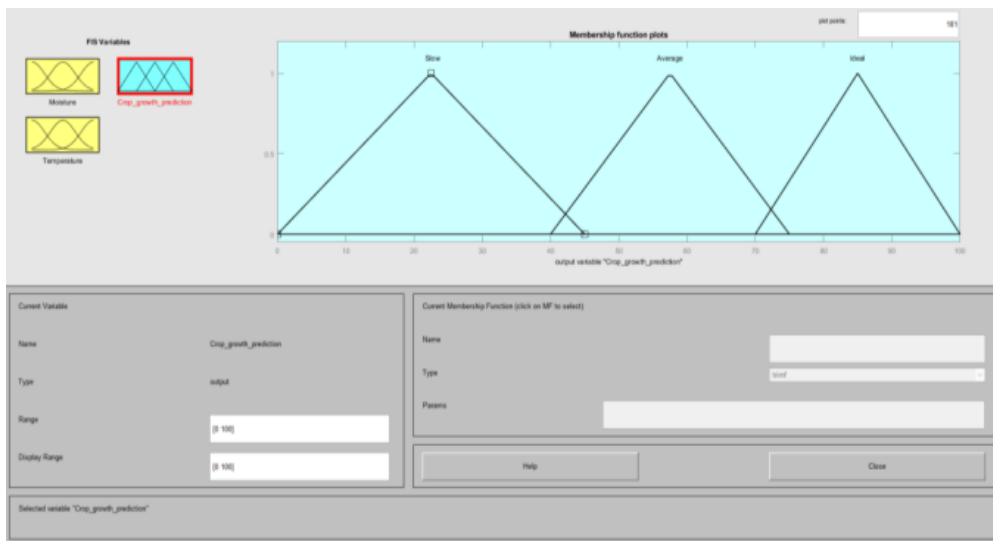 plot points:
181
FIS Variables
Membership function plots
Moisture
Crop_growth_prediction
Temperature
Slow
Average
Ideal
1
0.5
0
0 10 20 30 40 50 60 70 80 90 100
output variable "Crop_growth_prediction"
Current Variable
Name Crop_growth_prediction
Type output
Range [0 100]
Display Range [0 100]
Current Membership Function (click on MF to select)
Name
Type trimf
Params
Help
Close
Selected variable "Crop_growth_prediction"